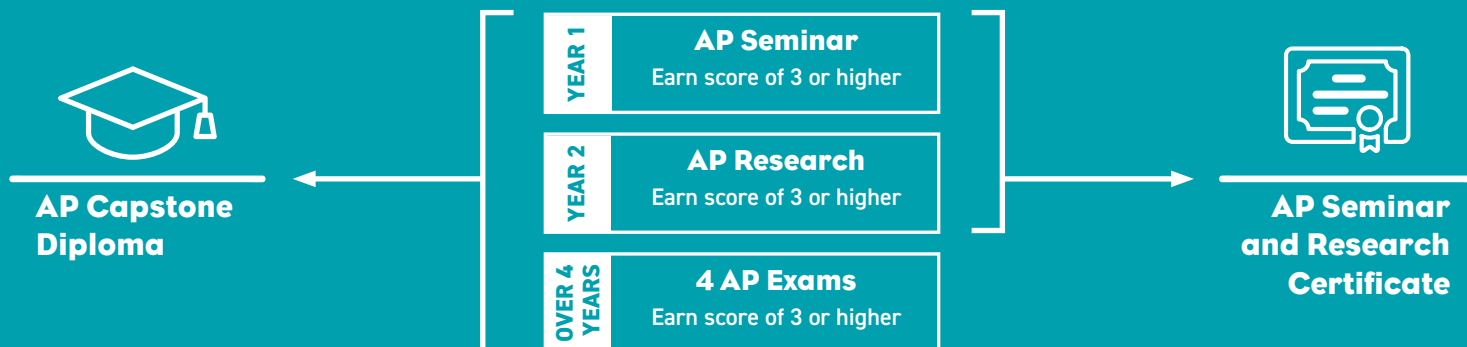 AP Capstone
Diploma
YEAR 1
AP Seminar
Earn score of 3 or higher
YEAR 2
AP Research
Earn score of 3 or higher
OVER 4
YEARS
4 AP Exams
Earn score of 3 or higher
AP Seminar
and Research
Certificate